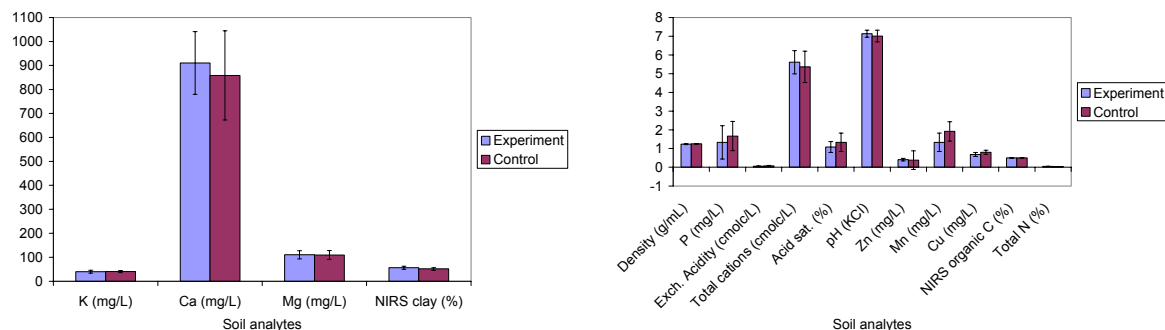 1100
1000
900
800
700
600
500
400
300
200
100
0
K (mg/L) Ca (mg/L) Mg (mg/L) NIRS clay (%)
Soil analytes
Experiment
Control
8
7
6
5
4
3
2
1
0
-1
Density (g/mL)
P (mg/L)
Exch. Acidity (cmolc/L)
Total cations (cmolc/L)
Acid sat. (%)
pH (KCl)
Zn (mg/L)
Mn (mg/L)
Cu (mg/L)
NIRS organic C (%)
Total N (%)
Soil analytes
Experiment
Control